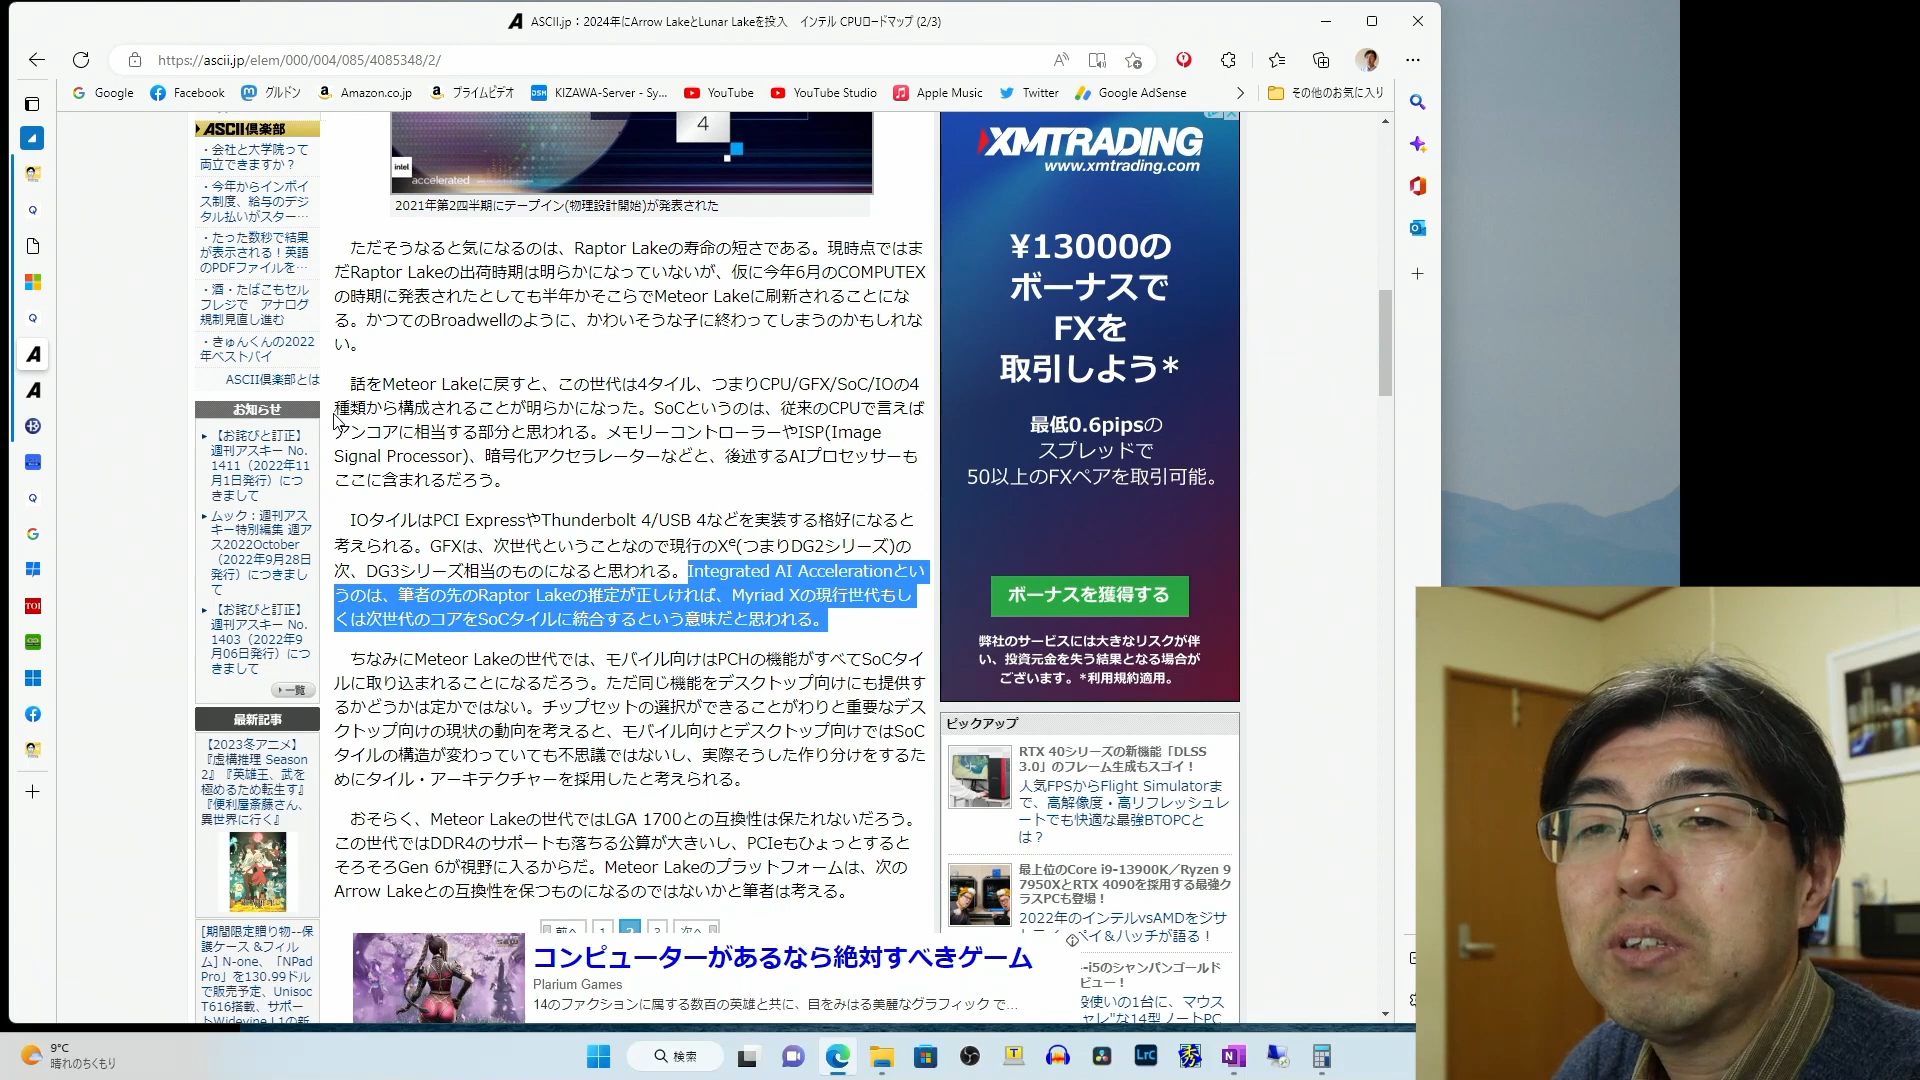 ASCII.jp：2024年にArrow LakeとLunar Lakeを投入　インテル CPUロードマップ (2/3)
https://ascii.jp/elem/000/004/085/4085348/2/
Google
Facebook
グルドン
Amazon.co.jp
プライムビデオ
KIZAWA-Server - Sy...
YouTube
YouTube Studio
Apple Music
Twitter
Google AdSense
その他のお気に入り
ASCII倶楽部
・会社と大学院って
両立できますか？
・今年からインボイ
ス制度、給与のデジ
タル払いがスター…
・たった数秒で結果
が表示される！英語
のPDFファイルを…
・酒・たばこもセル
フレジで　アナログ
規制見直し進む
・きゅんくんの2022
年ベストバイ
ASCII倶楽部とは
お知らせ
【お詫びと訂正】
週刊アスキー No.
1411（2022年11
月1日発行）につ
きまして
ムック：週刊アス
キー特別編集 週ア
ス2022October
（2022年9月28日
発行）につきまし
て
【お詫びと訂正】
週刊アスキー No.
1403（2022年9
月06日発行）につ
きまして
一覧
最新記事
【2023冬アニメ】
『虚構推理 Season
2』『英雄王、武を
極めるため転生す』
『便利屋斎藤さん、
異世界に行く』
[期間限定贈り物--保
護ケース &フィル
ム] N-one、「NPad
Pro」を130.99ドル
で販売予定、Unisoc
T616搭載、サポー
トWidevine L1の新
4
intel
accelerated
2021年第2四半期にテープイン(物理設計開始)が発表された
ただそうなると気になるのは、Raptor Lakeの寿命の短さである。現時点ではま
だRaptor Lakeの出荷時期は明らかになっていないが、仮に今年6月のCOMPUTEX
の時期に発表されたとしても半年かそこらでMeteor Lakeに刷新されることにな
る。かつてのBroadwellのように、かわいそうな子に終わってしまうのかもしれな
い。
話をMeteor Lakeに戻すと、この世代は4タイル、つまりCPU/GFX/SoC/IOの4
種類から構成されることが明らかになった。SoCというのは、従来のCPUで言えば
アンコアに相当する部分と思われる。メモリーコントローラーやISP(Image
Signal Processor)、暗号化アクセラレーターなどと、後述するAIプロセッサーも
ここに含まれるだろう。
IOタイルはPCI ExpressやThunderbolt 4/USB 4などを実装する格好になると
考えられる。GFXは、次世代ということなので現行のXe(つまりDG2シリーズ)の
次、DG3シリーズ相当のものになると思われる。Integrated AI Accelerationとい
うのは、筆者の先のRaptor Lakeの推定が正しければ、Myriad Xの現行世代もし
くは次世代のコアをSoCタイルに統合するという意味だと思われる。
ちなみにMeteor Lakeの世代では、モバイル向けはPCHの機能がすべてSoCタイ
ルに取り込まれることになるだろう。ただ同じ機能をデスクトップ向けにも提供す
るかどうかは定かではない。チップセットの選択ができることがわりと重要なデス
クトップ向けの現状の動向を考えると、モバイル向けとデスクトップ向けではSoC
タイルの構造が変わっていても不思議ではないし、実際そうした作り分けをするた
めにタイル・アーキテクチャーを採用したと考えられる。
おそらく、Meteor Lakeの世代ではLGA 1700との互換性は保たれないだろう。
この世代ではDDR4のサポートも落ちる公算が大きいし、PCIeもひょっとすると
そろそろGen 6が視野に入るからだ。Meteor Lakeのプラットフォームは、次の
Arrow Lakeとの互換性を保つものになるのではないかと筆者は考える。
前へ 1 2 3 次へ
コンピューターがあるなら絶対すべきゲーム
Plarium Games
14のファクションに属する数百の英雄と共に、目をみはる美麗なグラフィック で…
XMTRADING
www.xmtrading.com
¥13000の
ボーナスで
FXを
取引しよう*
最低0.6pipsの
スプレッドで
50以上のFXペアを取引可能。
ボーナスを獲得する
弊社のサービスには大きなリスクが伴
い、投資元金を失う結果となる場合が
ございます。*利用規約適用。
ピックアップ
RTX 40シリーズの新機能「DLSS
3.0」のフレーム生成もスゴイ！
人気FPSからFlight Simulatorま
で、高解像度・高リフレッシュレ
ートでも快適な最強BTOPCと
は？
最上位のCore i9-13900K／Ryzen 9
7950XとRTX 4090を採用する最強ク
ラスPCも登場！
2022年のインテルvsAMDをジサ
ペイ＆ハッチが語る！
-i5のシャンパンゴールド
ビュー！
使いの1台に、マウス
ャレ"な14型ノートPC
TOI
9°C
晴れのちくもり
検索
LrC
秀